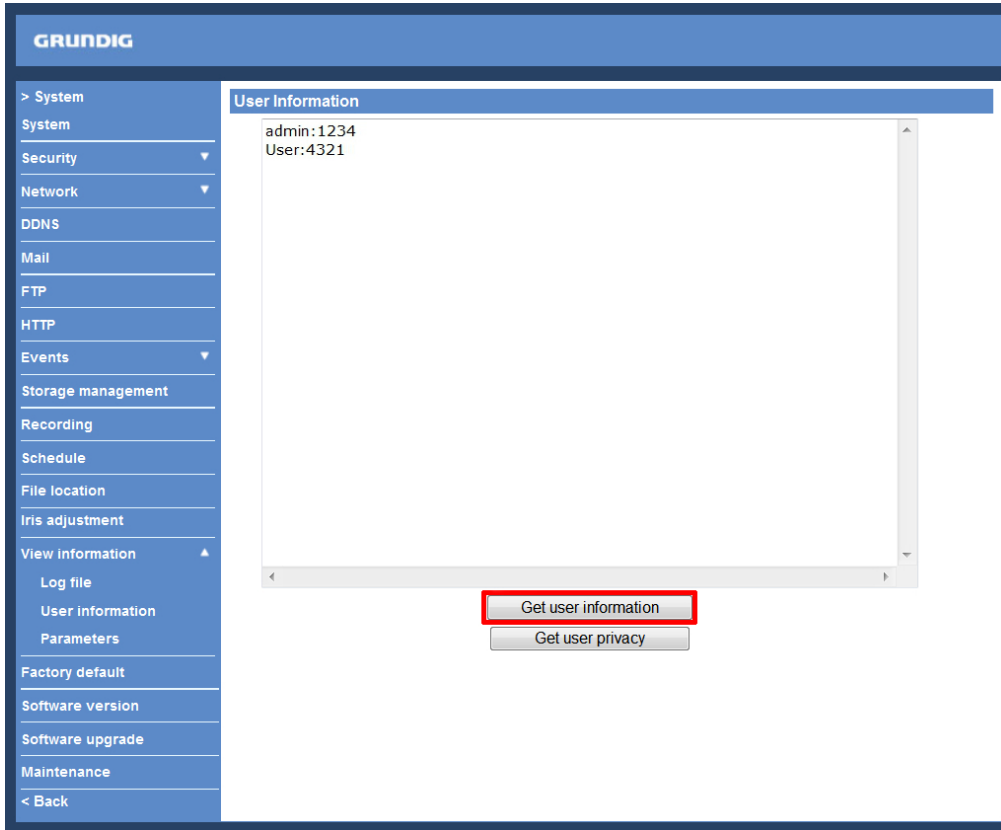 GRUNDIG
> System
System
Security
Network
DDNS
Mail
FTP
HTTP
Events
Storage management
Recording
Schedule
File location
Iris adjustment
View information
Log file
User information
Parameters
Factory default
Software version
Software upgrade
Maintenance
< Back
User Information
admin:1234
User:4321
Get user information
Get user privacy